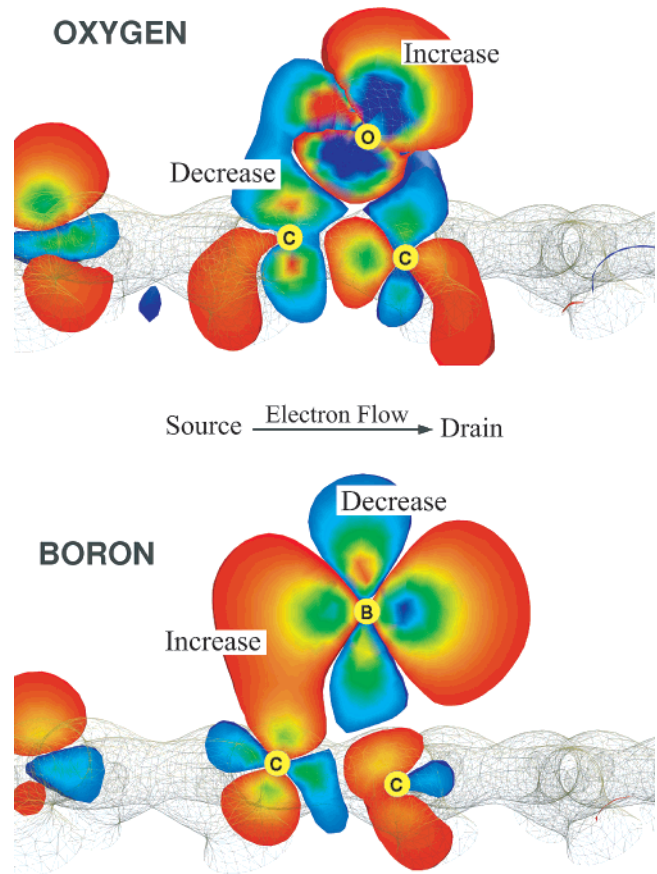 OXYGEN
Increase
O
Decrease
C
C
Source Electron Flow Drain
Decrease
BORON
B
Increase
C
C